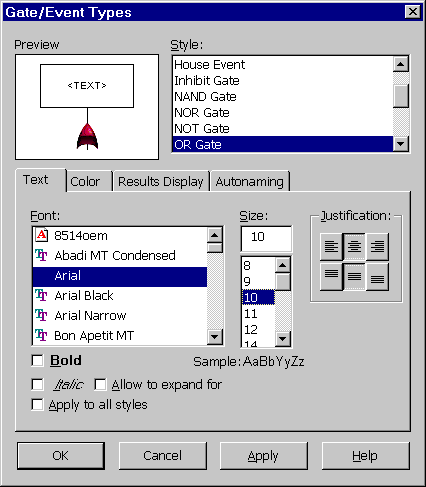 Gate/Event Types
Preview
Style:
<TEXT>
House Event
Inhibit Gate
NAND Gate
NOR Gate
NOT Gate
OR Gate
Text Color Results Display Autonaming
Font:
Size:
Justification:
8514oem
Abadi MT Condensed
Arial
Arial Black
Arial Narrow
Bon Apetit MT
10
8
9
10
11
12
14
Bold
Sample: AaBbYyZz
Italic
Allow to expand for
Apply to all styles
OK Cancel Apply Help